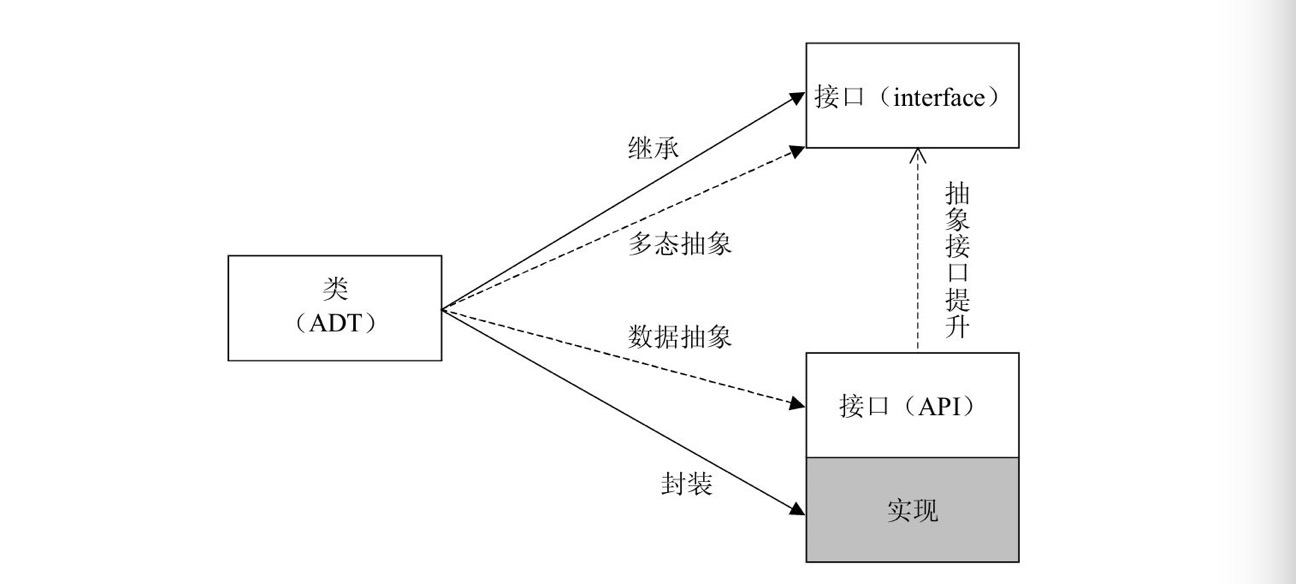 接口（interface）
继承
多态抽象
抽象接口提升
类
（ADT）
数据抽象
接口（API）
封装
实现